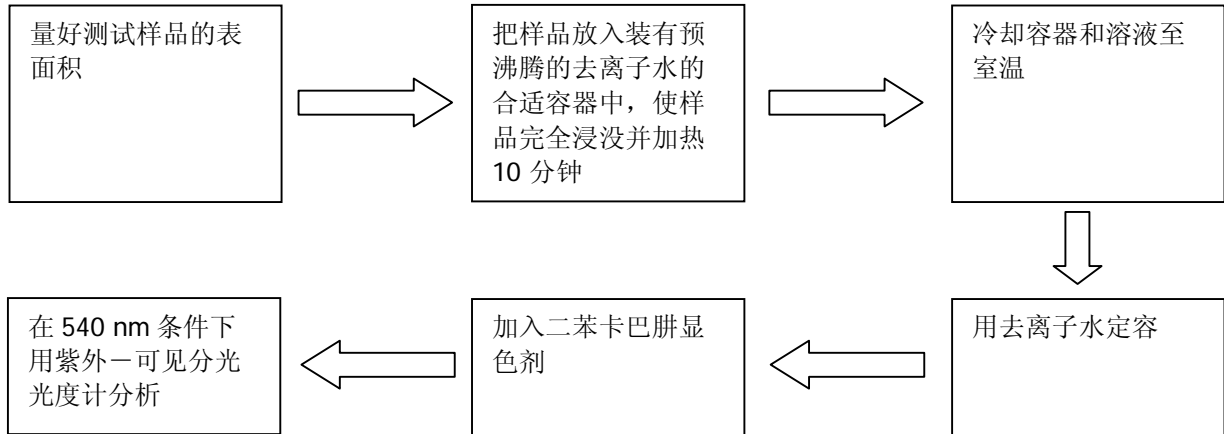 量好测试样品的表
面积
把样品放入装有预
沸腾的去离子水的
合适容器中，使样
品完全浸没并加热
10 分钟
冷却容器和溶液至
室温
用去离子水定容
加入二苯卡巴肼显
色剂
在 540 nm 条件下
用紫外－可见分光
光度计分析